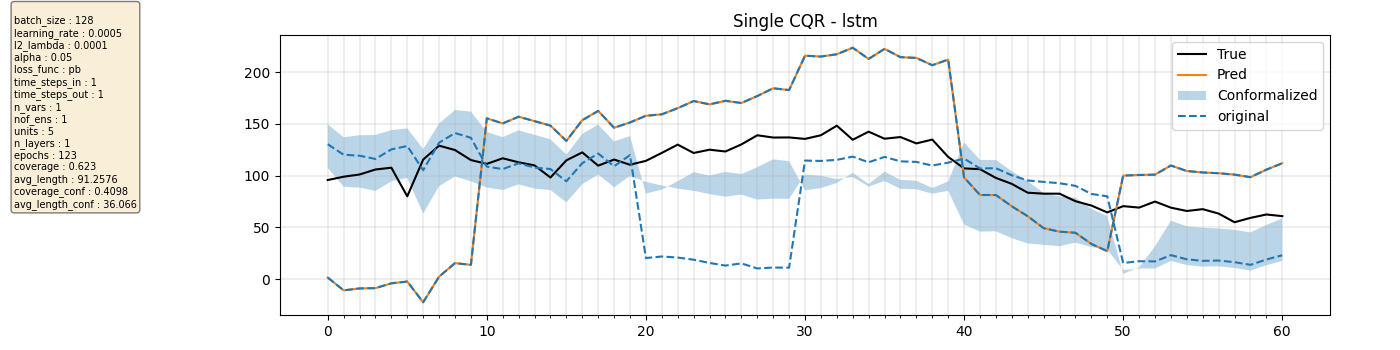 batch_size : 128
learning_rate : 0.0005
l2_lambda : 0.0001
alpha : 0.05
loss_func : pb
time_steps_in : 1
time_steps_out : 1
n_vars : 1
nof_ens : 1
units : 5
n_layers : 1
epochs : 123
coverage : 0.623
avg_length : 91.2576
coverage_conf : 0.4098
avg_length_conf : 36.066
Single CQR - lstm
True
Pred
Conformalized
original
200
150
100
50
0
0 10 20 30 40 50 60